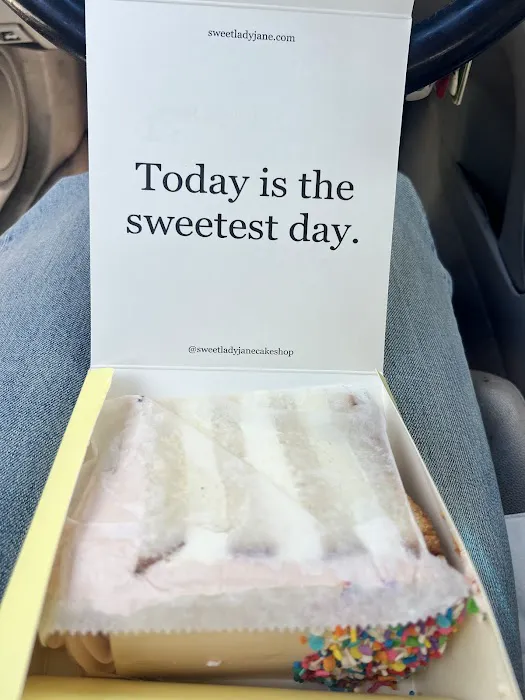 sweetladyjane.com
Today is the
sweetest day.
@sweetladyjanecakeshop